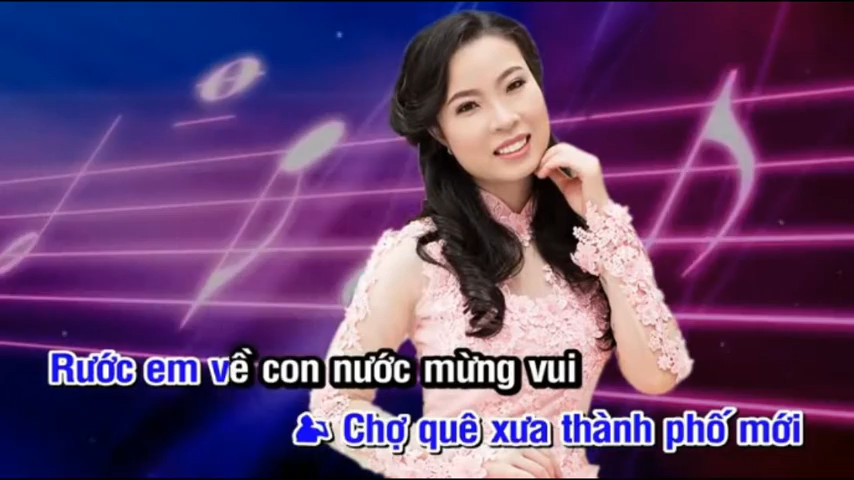 Rước em về con nước mừng vui
Chợ quê xưa thành phố mới